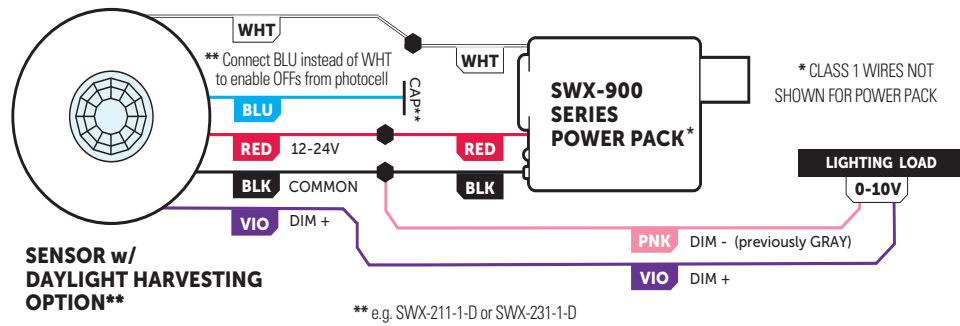 WHT
** Connect BLU instead of WHT
to enable OFFs from photocell
WHT
CAP**
BLU
SWX-900
SERIES
POWER PACK*
* CLASS 1 WIRES NOT
SHOWN FOR POWER PACK
RED 12-24V
RED
BLK COMMON
BLK
LIGHTING LOAD
0-10V
VIO DIM +
PNK DIM - (previously GRAY)
VIO DIM +
SENSOR w/
DAYLIGHT HARVESTING
OPTION**
** e.g. SWX-211-1-D or SWX-231-1-D